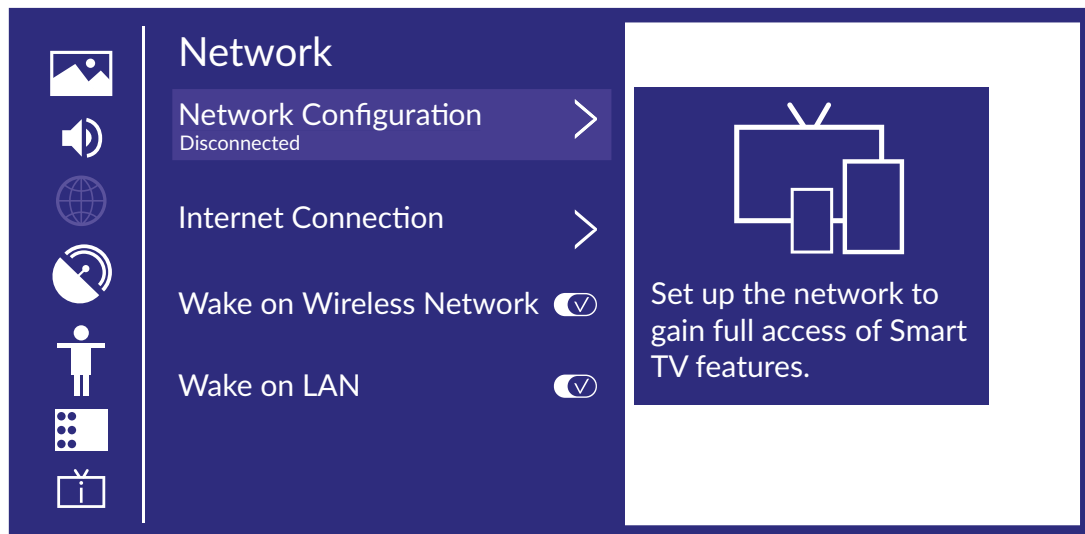 Network
Network Configuration
Disconnected
Internet Connection
Wake on Wireless Network
Wake on LAN
Set up the network to
gain full access of Smart
TV features.